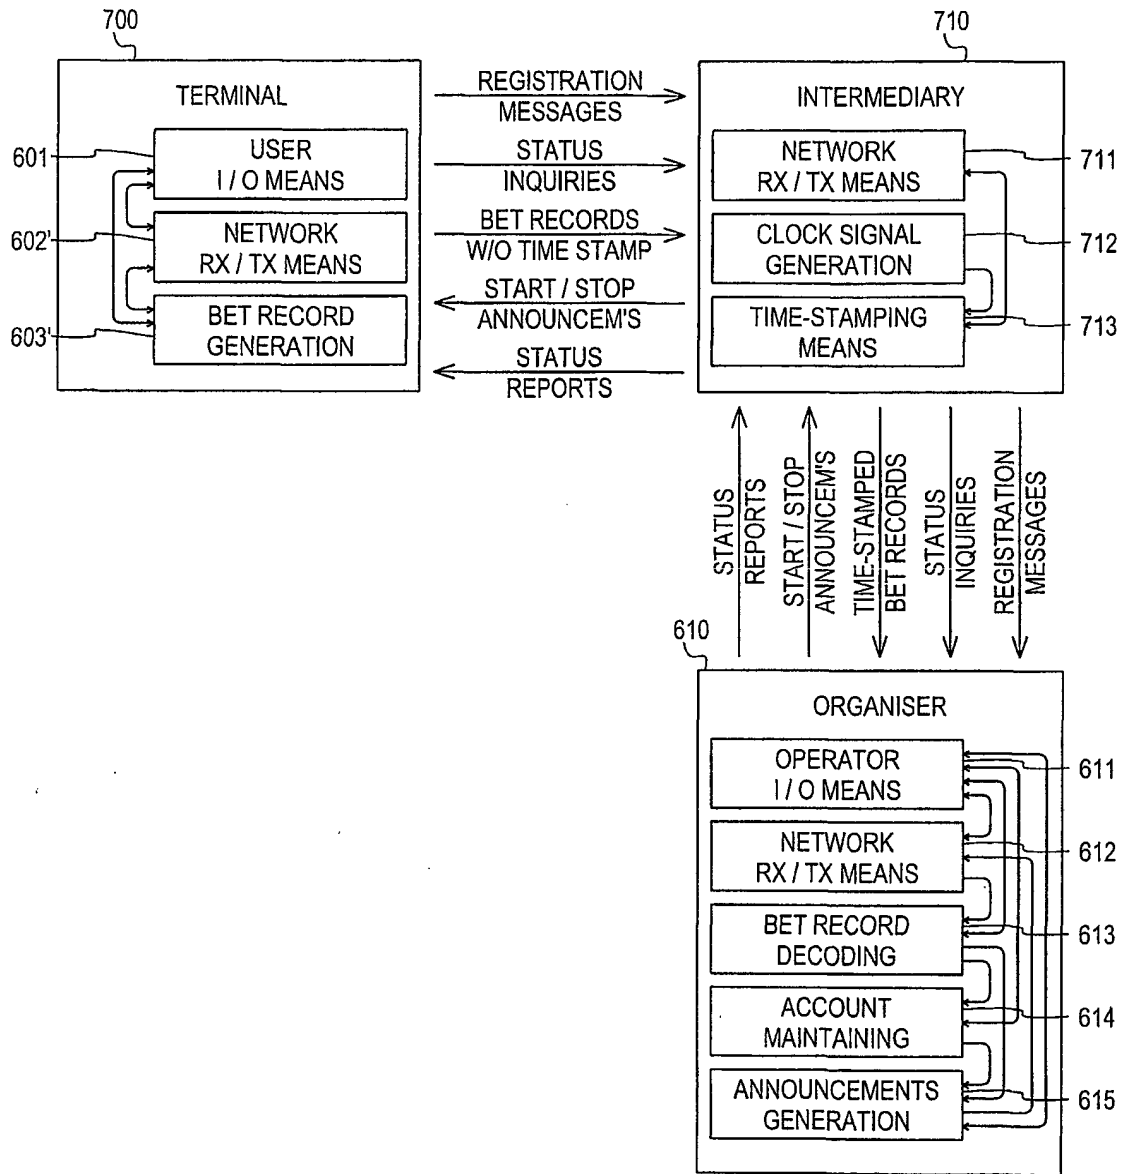 700
710
TERMINAL
601
USER
I / O MEANS
602'
NETWORK
RX / TX MEANS
603'
BET RECORD
GENERATION
REGISTRATION
MESSAGES
STATUS
INQUIRIES
BET RECORDS
W/O TIME STAMP
START / STOP
ANNOUNCEM'S
STATUS
REPORTS
INTERMEDIARY
NETWORK
RX / TX MEANS
711
CLOCK SIGNAL
GENERATION
712
TIME-STAMPING
MEANS
713
STATUS
REPORTS
START / STOP
ANNOUNCEM'S
TIME-STAMPED
BET RECORDS
STATUS
INQUIRIES
REGISTRATION
MESSAGES
610
ORGANISER
OPERATOR
I / O MEANS
611
NETWORK
RX / TX MEANS
612
BET RECORD
DECODING
613
ACCOUNT
MAINTAINING
614
ANNOUNCEMENTS
GENERATION
615